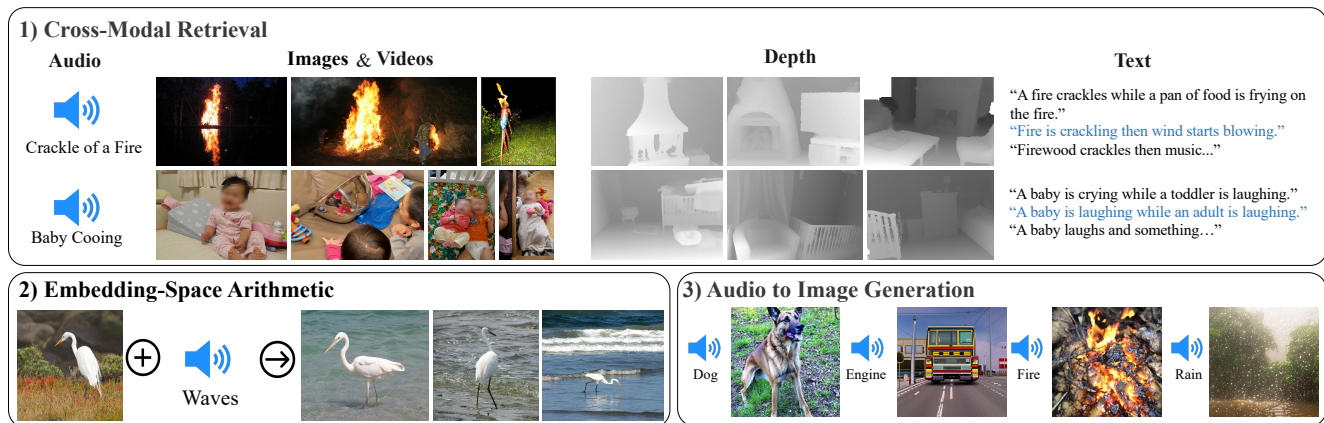 1) Cross-Modal Retrieval
Audio
Images & Videos
Depth
Text
Crackle of a Fire
“A fire crackles while a pan of food is frying on
the fire.”
“Fire is crackling then wind starts blowing.”
“Firewood crackles then music...”
Baby Cooing
“A baby is crying while a toddler is laughing.”
“A baby is laughing while an adult is laughing.”
“A baby laughs and something…”
2) Embedding-Space Arithmetic
Waves
3) Audio to Image Generation
Dog
Engine
Fire
Rain